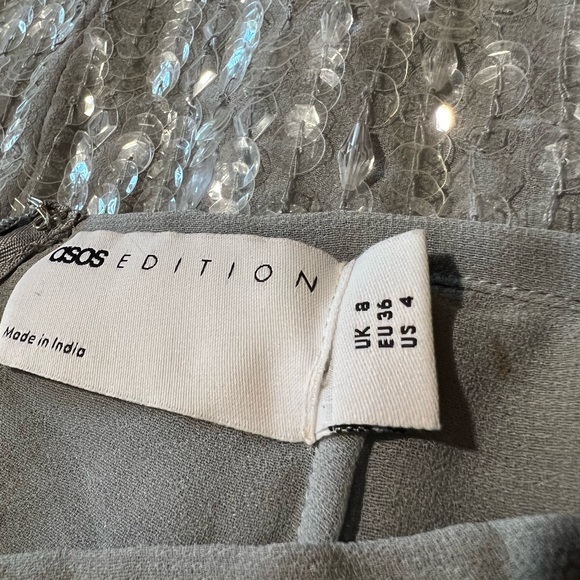 asos EDITION
Made in India
UK 8
EU 36
US 4